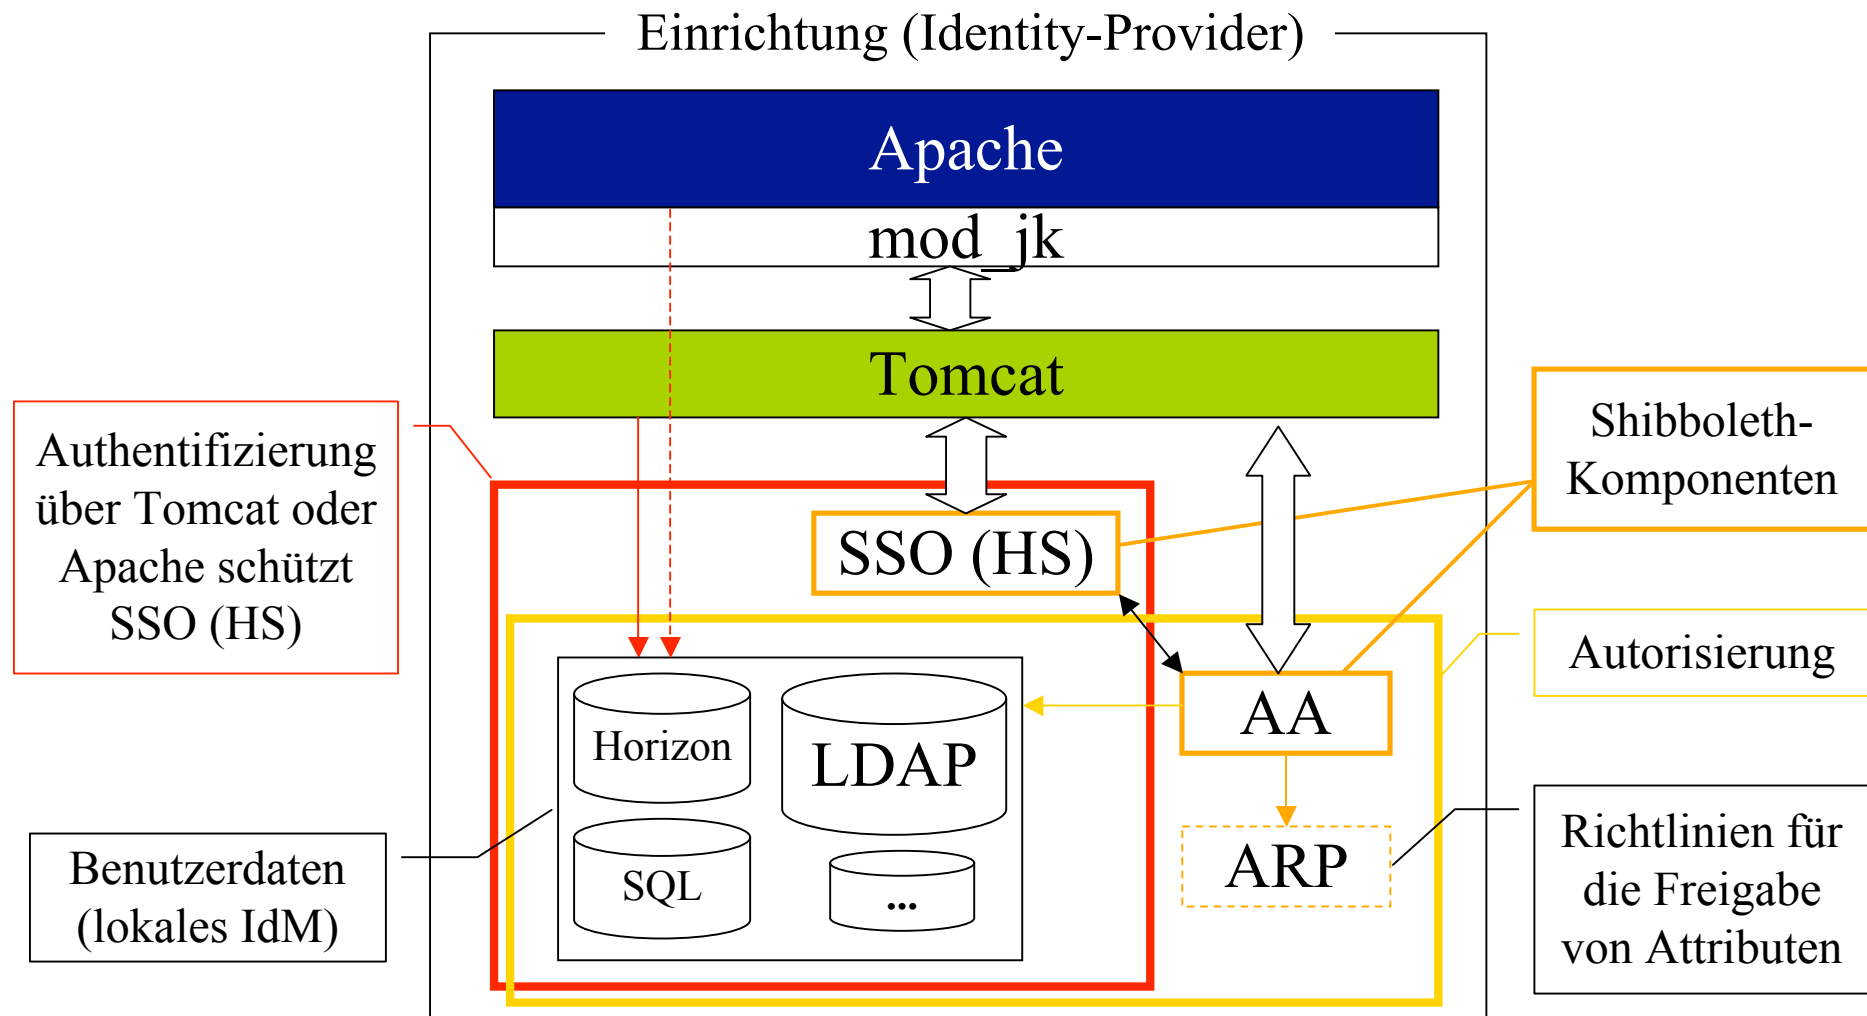 Einrichtung (Identity-Provider)
Apache
mod_jk
Tomcat
Authentifizierung
über Tomcat oder
Apache schützt
SSO (HS)
Shibboleth-
Komponenten
SSO (HS)
Autorisierung
AA
Horizon
LDAP
SQL
...
ARP
Benutzerdaten
(lokales IdM)
Richtlinien für
die Freigabe
von Attributen